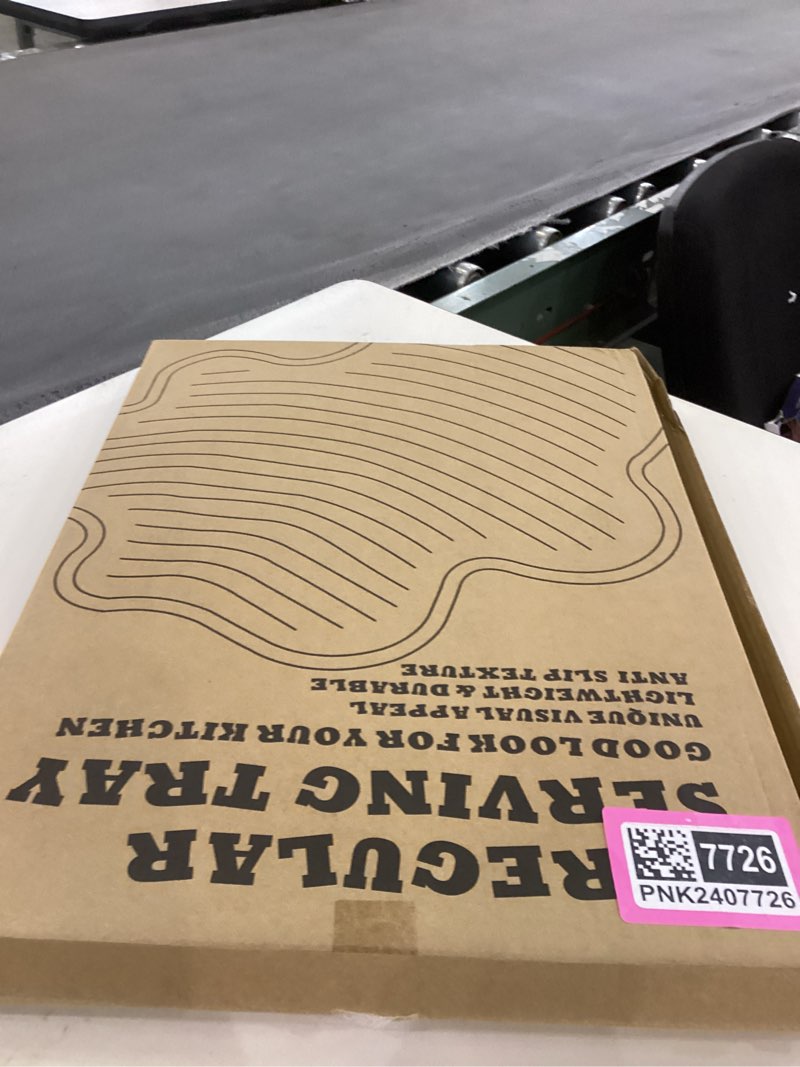 REGULAR
SERVING TRAY
GOOD LOOK FOR YOUR KITCHEN
UNIQUE VISUAL APPEAL
LIGHTWEIGHT & DURABLE
ANTI SLIP TEXTURE
7726
PNK2407726